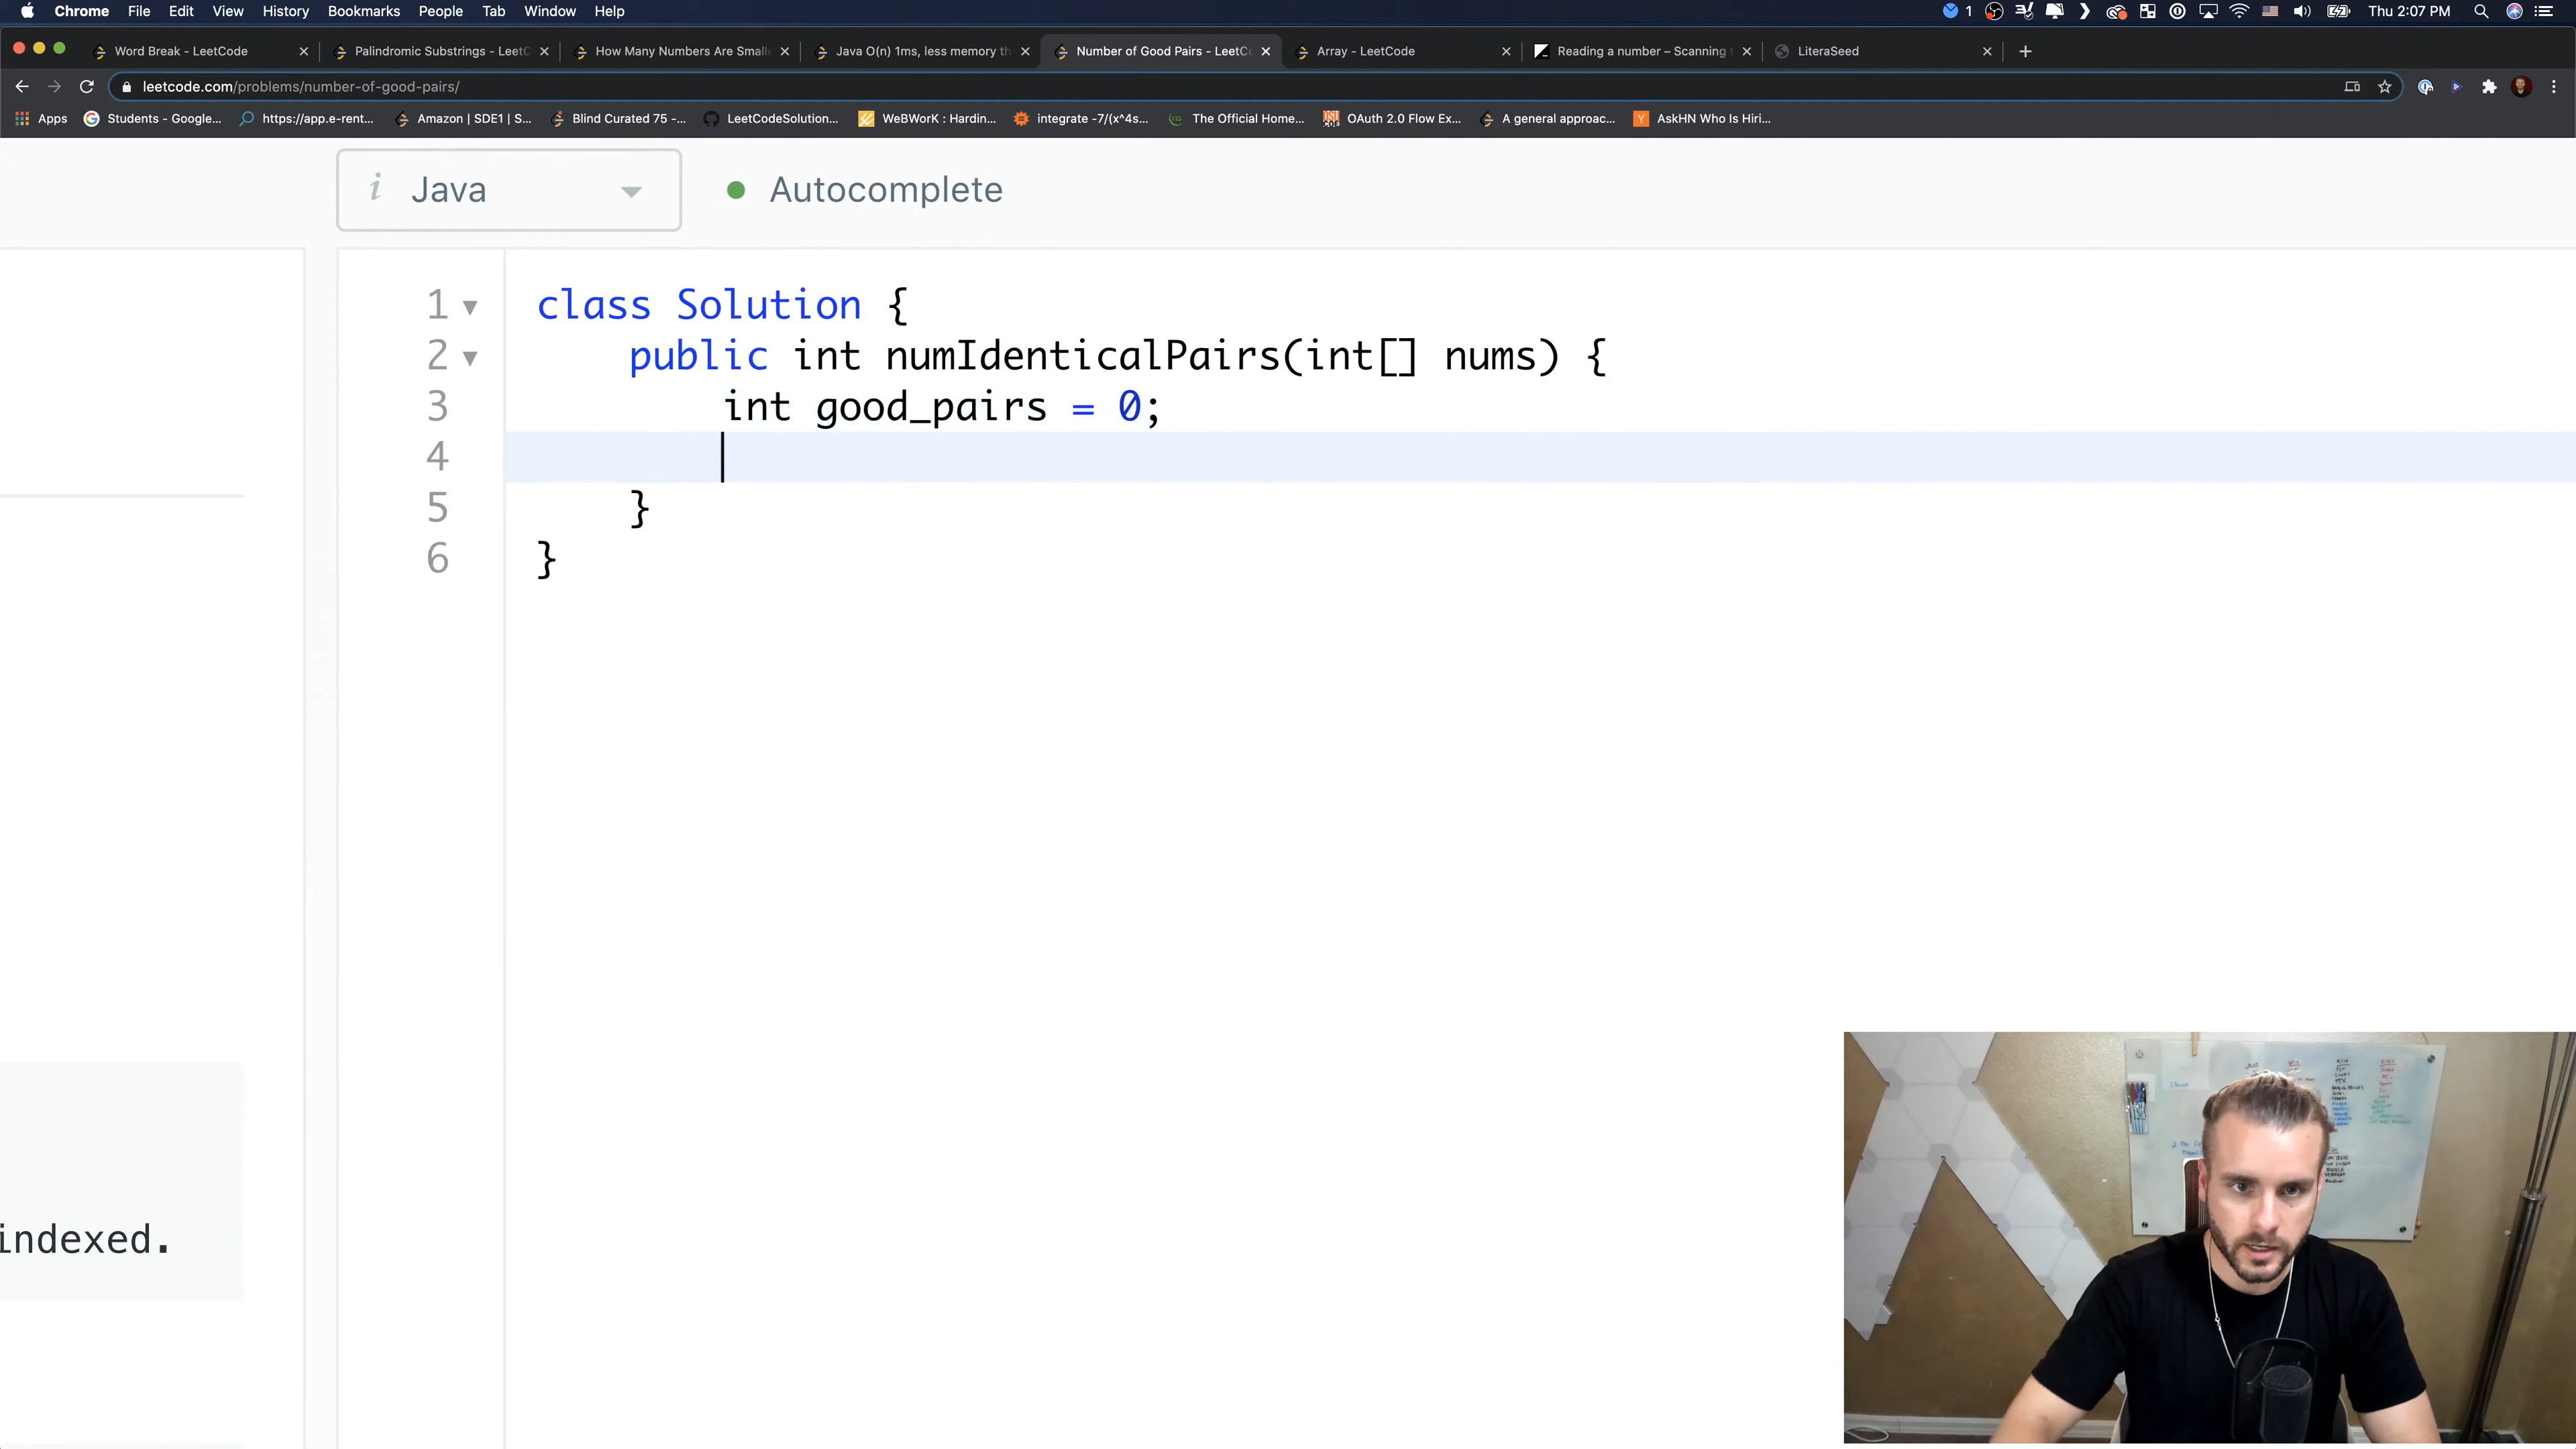 Chrome File Edit View History Bookmarks People Tab Window Help 1 Thu 2:07 PM
Word Break - LeetCode Palindromic Substrings - LeetC How Many Numbers Are Small Java O(n) 1ms, less memory th Number of Good Pairs - LeetCo Array - LeetCode Reading a number – Scanning LiteraSeed
leetcode.com/problems/number-of-good-pairs/
Apps Students - Google... https://app.e-rent... Amazon | SDE1 | S... Blind Curated 75 -... LeetCodeSolution... WeBWorK : Hardin... integrate -7/(x^4s... The Official Home... OAuth 2.0 Flow Ex... A general approac... AskHN Who Is Hiri...
i Java Autocomplete
1 class Solution {
2 public int numIdenticalPairs(int[] nums) {
3 int good_pairs = 0;
4
5 }
6 }
indexed.